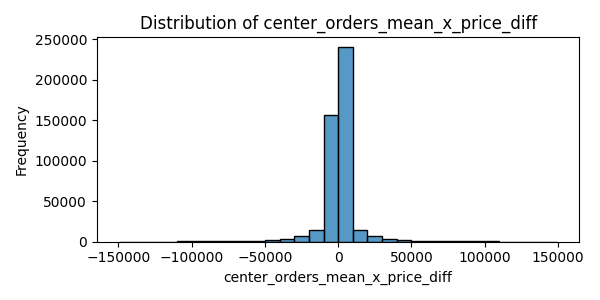 Distribution of center_orders_mean_x_price_diff
250000
200000
150000
100000
50000
0
Frequency
−150000 −100000 −50000 0 50000 100000 150000
center_orders_mean_x_price_diff